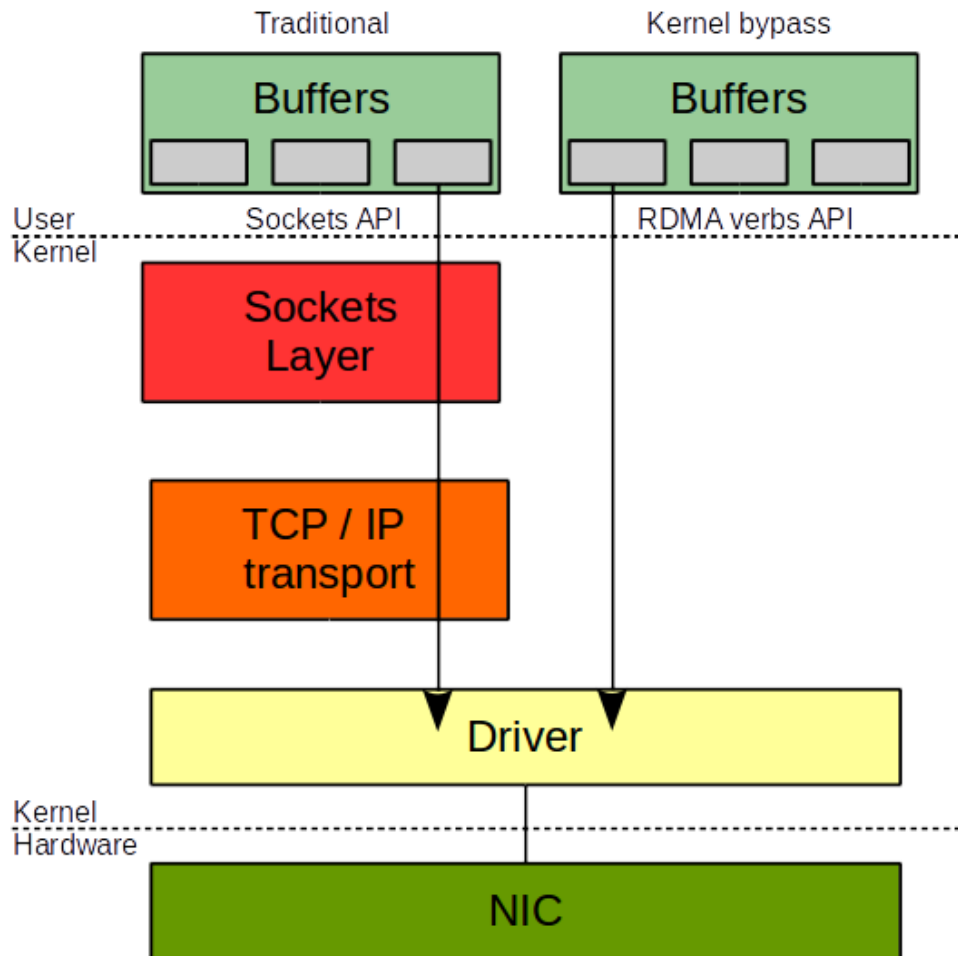 Traditional
Kernel bypass
Buffers
Buffers
User
Sockets API
RDMA verbs API
Kernel
Sockets
Layer
TCP / IP
transport
Driver
Kernel
Hardware
NIC